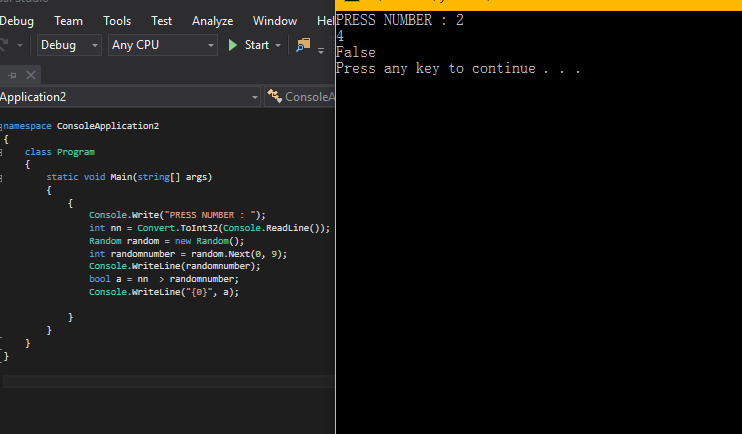 Debug Team Tools Test Analyze Window
Debug Any CPU Start
Application2
namespace ConsoleApplication2
{
class Program
{
static void Main(string[] args)
{
{
Console.Write("PRESS NUMBER : ");
int nn = Convert.ToInt32(Console.ReadLine());
Random random = new Random();
int randomnumber = random.Next(0, 9);
Console.WriteLine(randomnumber);
bool a = nn  > randomnumber;
Console.WriteLine("{0}", a);
}
}
}
}
PRESS NUMBER : 2
4
False
Press any key to continue . . .